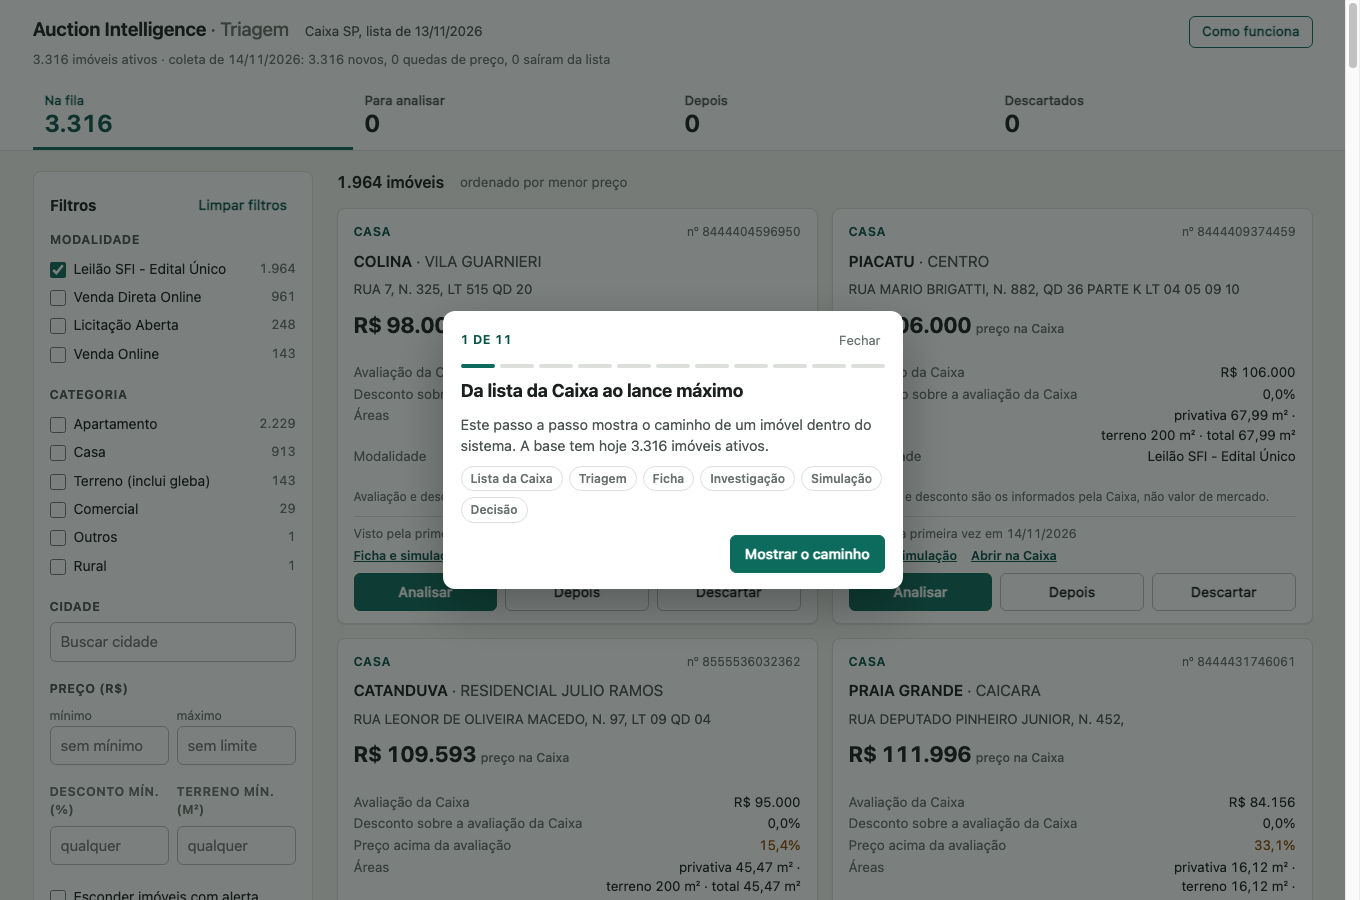 Auction Intelligence · Triagem Caixa SP, lista de 13/11/2026
Como funciona
3.316 imóveis ativos · coleta de 14/11/2026: 3.316 novos, 0 quedas de preço, 0 saíram da lista
Na fila
3.316
Para analisar
0
Depois
0
Descartados
0
Filtros
Limpar filtros
MODALIDADE
Leilão SFI - Edital Único 1.964
Venda Direta Online 961
Licitação Aberta 248
Venda Online 143
CATEGORIA
Apartamento 2.229
Casa 913
Terreno (inclui gleba) 143
Comercial 29
Outros 1
Rural 1
CIDADE
Buscar cidade
PREÇO (R$)
mínimo máximo
sem mínimo sem limite
DESCONTO MÍN. (%)
TERRENO MÍN. (M²)
qualquer qualquer
Esconder imóveis com alerta
1.964 imóveis ordenado por menor preço
CASA nº 8444404596950
COLINA · VILA GUARNIERI
RUA 7, N. 325, LT 515 QD 20
R$ 98.00
Avaliação da C
Desconto sobre
Áreas
Modalidade
Avaliação e desc
Visto pela prime
Ficha e simula
Analisar Depois Descartar
CASA nº 8444409374459
PIACATU · CENTRO
RUA MARIO BRIGATTI, N. 882, QD 36 PARTE K LT 04 05 09 10
06.000 preço na Caixa
da Caixa R$ 106.000
sobre a avaliação da Caixa 0,0%
privativa 67,99 m² ·
terreno 200 m² · total 67,99 m²
Leilão SFI - Edital Único
e desconto são os informados pela Caixa, não valor de mercado.
primeira vez em 14/11/2026
mulação Abrir na Caixa
Analisar Depois Descartar
1 DE 11
Fechar
Da lista da Caixa ao lance máximo
Este passo a passo mostra o caminho de um imóvel dentro do
sistema. A base tem hoje 3.316 imóveis ativos.
Lista da Caixa Triagem Ficha Investigação Simulação
Decisão
Mostrar o caminho
CASA nº 8555536032362
CATANDUVA · RESIDENCIAL JULIO RAMOS
RUA LEONOR DE OLIVEIRA MACEDO, N. 97, LT 09 QD 04
R$ 109.593 preço na Caixa
Avaliação da Caixa R$ 95.000
Desconto sobre a avaliação da Caixa 0,0%
Preço acima da avaliação 15,4%
Áreas privativa 45,47 m² ·
terreno 200 m² · total 45,47 m²
CASA nº 8444431746061
PRAIA GRANDE · CAICARA
RUA DEPUTADO PINHEIRO JUNIOR, N. 452,
R$ 111.996 preço na Caixa
Avaliação da Caixa R$ 84.156
Desconto sobre a avaliação da Caixa 0,0%
Preço acima da avaliação 33,1%
Áreas privativa 16,12 m² ·
terreno 16,12 m² ·